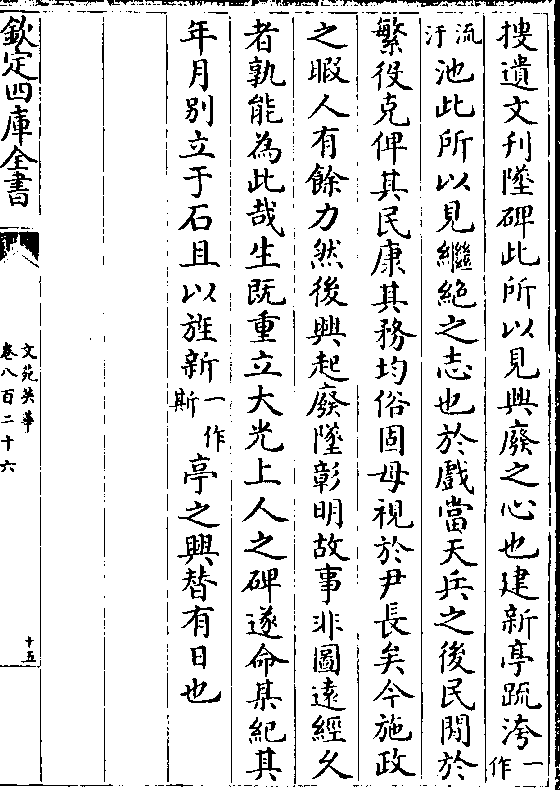 搜遺文刊墜碑此所以見興廢之心也建新亭䟽洿一作
流汙池此所以見繼絶之志也於戲當天兵之後民閒於
繁役克俾其民康其務均俗固母視於尹長矣今施政
之暇人有餘力然後興起廢墜彰明故事非圖遠經久
者孰能為此哉生既重立大光上人之碑遂命某紀其
年月别立于石且以旌新一作斯亭之興替有日也
欽定四庫全書
文苑英華
卷八百二十六
十五